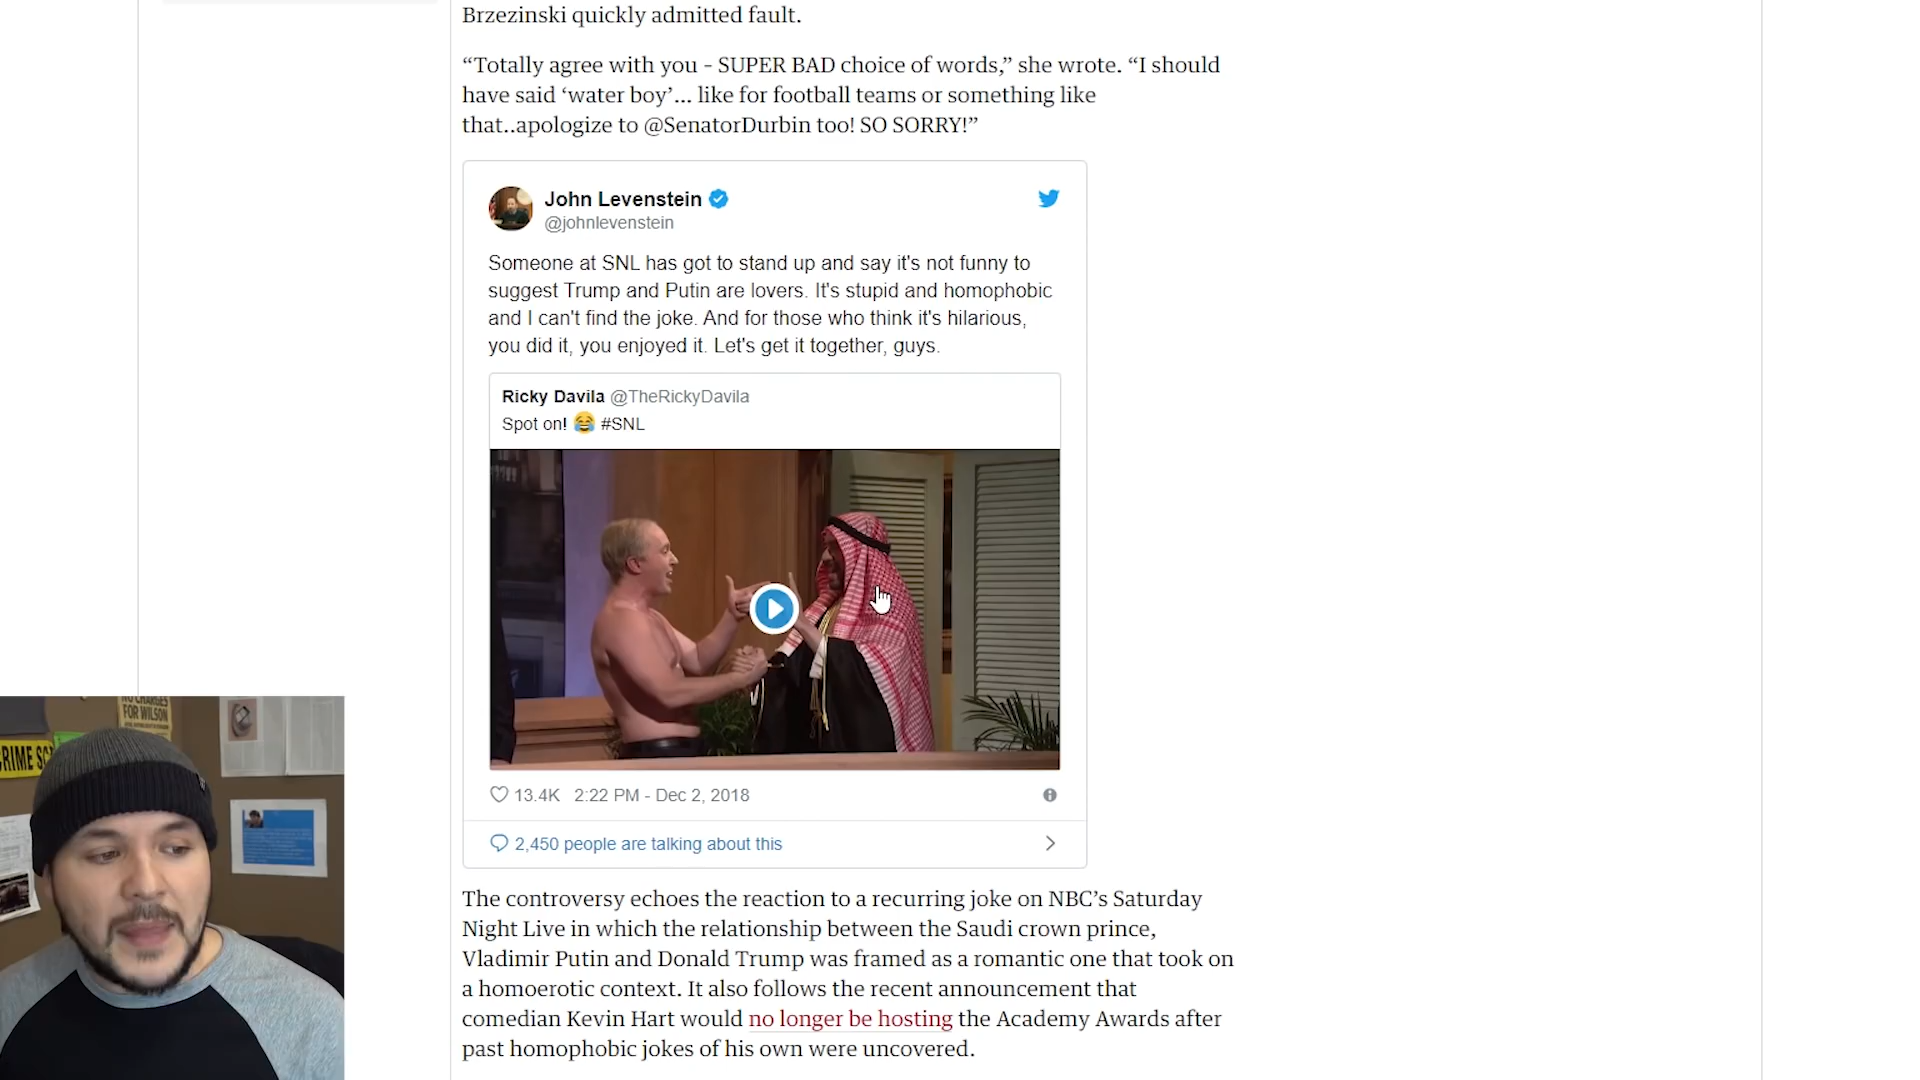 Brzezinski quickly admitted fault.
“Totally agree with you - SUPER BAD choice of words,” she wrote. “I should
have said ‘water boy’... like for football teams or something like
that..apologize to @SenatorDurbin too! SO SORRY!”
John Levenstein
@johnlevenstein
Someone at SNL has got to stand up and say it's not funny to
suggest Trump and Putin are lovers. It's stupid and homophobic
and I can't find the joke. And for those who think it's hilarious,
you did it, you enjoyed it. Let's get it together, guys.
Ricky Davila @TheRickyDavila
Spot on! 😂 #SNL
13.4K 2:22 PM - Dec 2, 2018
2,450 people are talking about this
The controversy echoes the reaction to a recurring joke on NBC’s Saturday
Night Live in which the relationship between the Saudi crown prince,
Vladimir Putin and Donald Trump was framed as a romantic one that took on
a homoerotic context. It also follows the recent announcement that
comedian Kevin Hart would no longer be hosting the Academy Awards after
past homophobic jokes of his own were uncovered.
NO CHARGES
FOR WILSON
CRIME SC